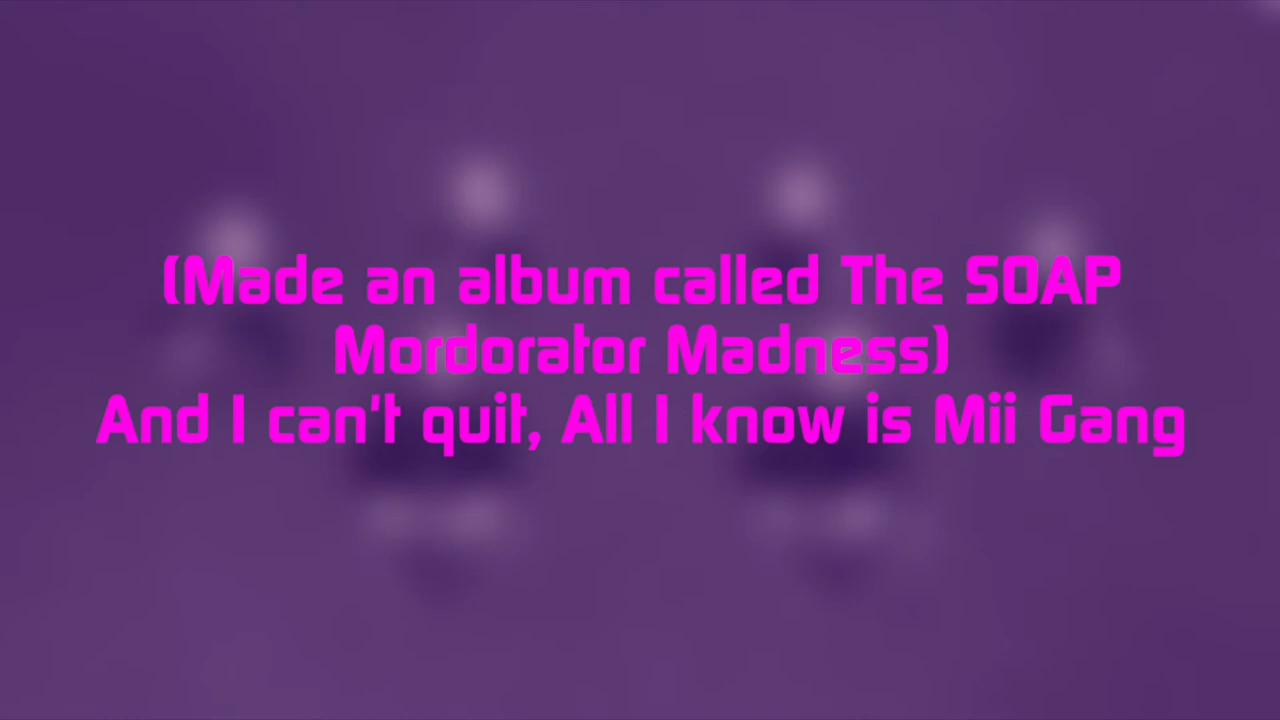 (Made an album called The SOAP
Mordorator Madness)
And I can't quit, All I know is Mii Gang